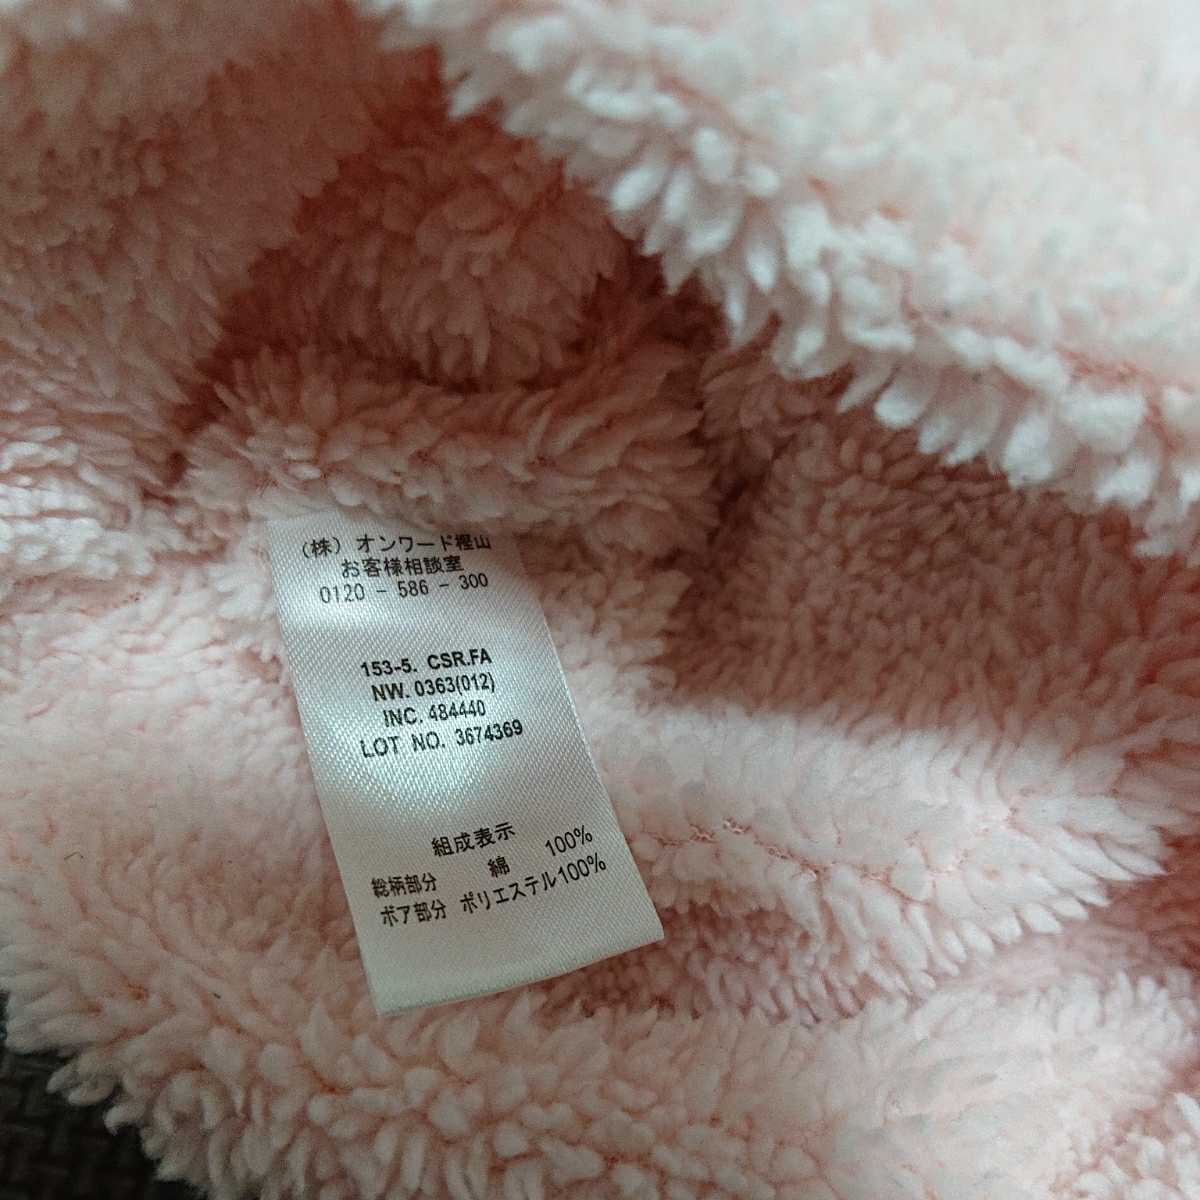 （株） オンワード樫山
お客様相談室
0120 - 586 - 300
153-5. CSR.FA
NW. 0363(012)
INC. 484440
LOT NO. 3674369
組成表示
総柄部分 綿 100%
ボア部分 ポリエステル100%